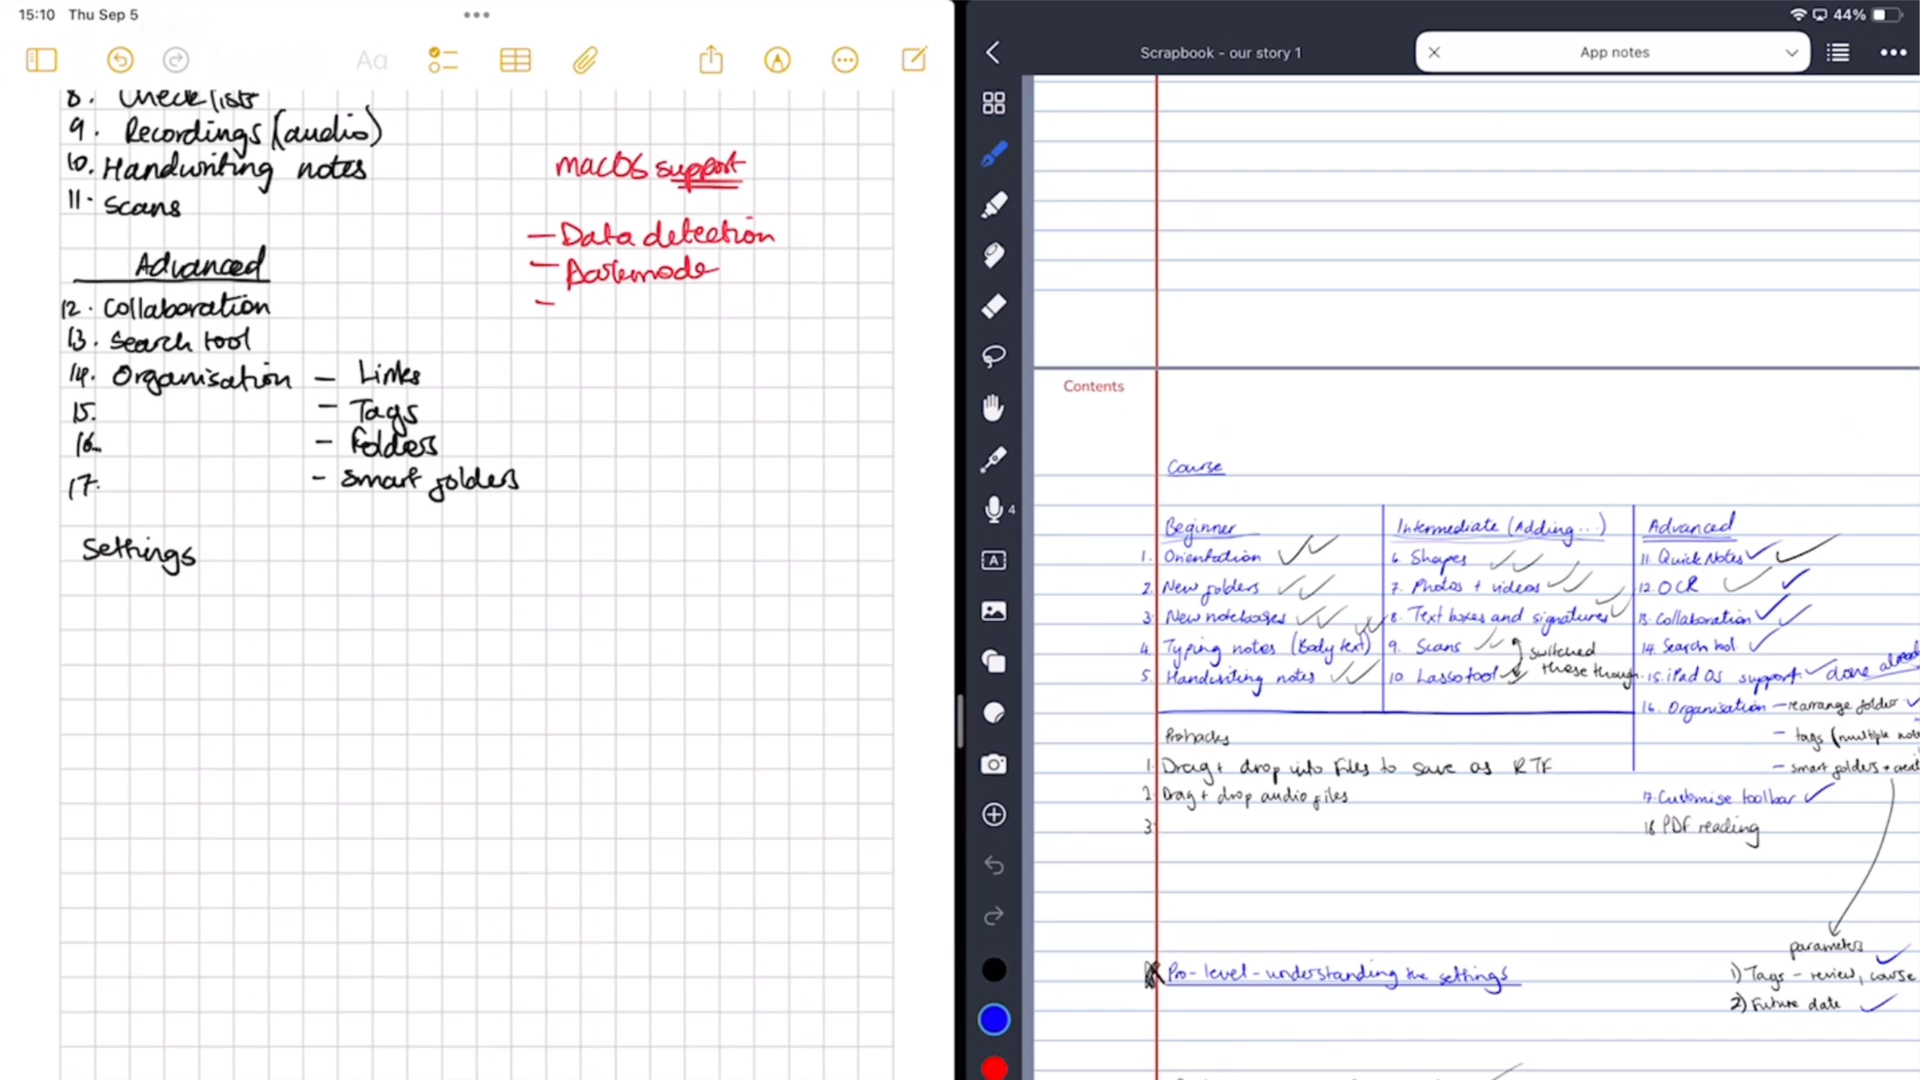 15:10 Thu Sep 5
8. Checklists
9. Recordings (audio)
10. Handwriting notes
11. Scans
Advanced
12. Collaboration
13. Search tool
14. Organisation — Links
15. — Tags
16. — Folders
17. - Smart folders
Settings
macOS support
— Data detection
— Darkmode
—
44%
Scrapbook - our story 1
App notes
4
Contents
Course
Beginner
1. Orientation
2. New folders
3. New notebooks
4. Typing notes (Body text)
5. Handwriting notes
Intermediate (Adding...)
6. Shapes
7. Photos + videos
8. Text boxes and signatures
9. Scans
10. Lasso tool
switched
these though
Advanced
11. Quick Notes
12. OCR
13. Collaboration
14. Search tool
15. iPad OS support done
16. Organisation — rearrange folder
- tags (multiple
- smart folders +
17. Customise toolbar
18 PDF reading
Prohacks
1. Drag + drop into Files to save as RTF
2. Drag + drop audio files
3.
parameters
1) Tags - review, course
2) Future date
Pro-level - understanding the settings